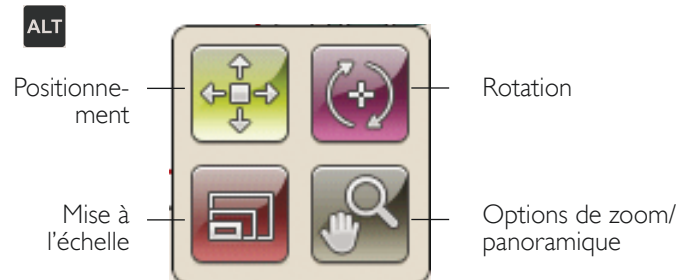 ALT
Positionne-
ment
Rotation
Mise à
l'échelle
Options de zoom/
panoramique